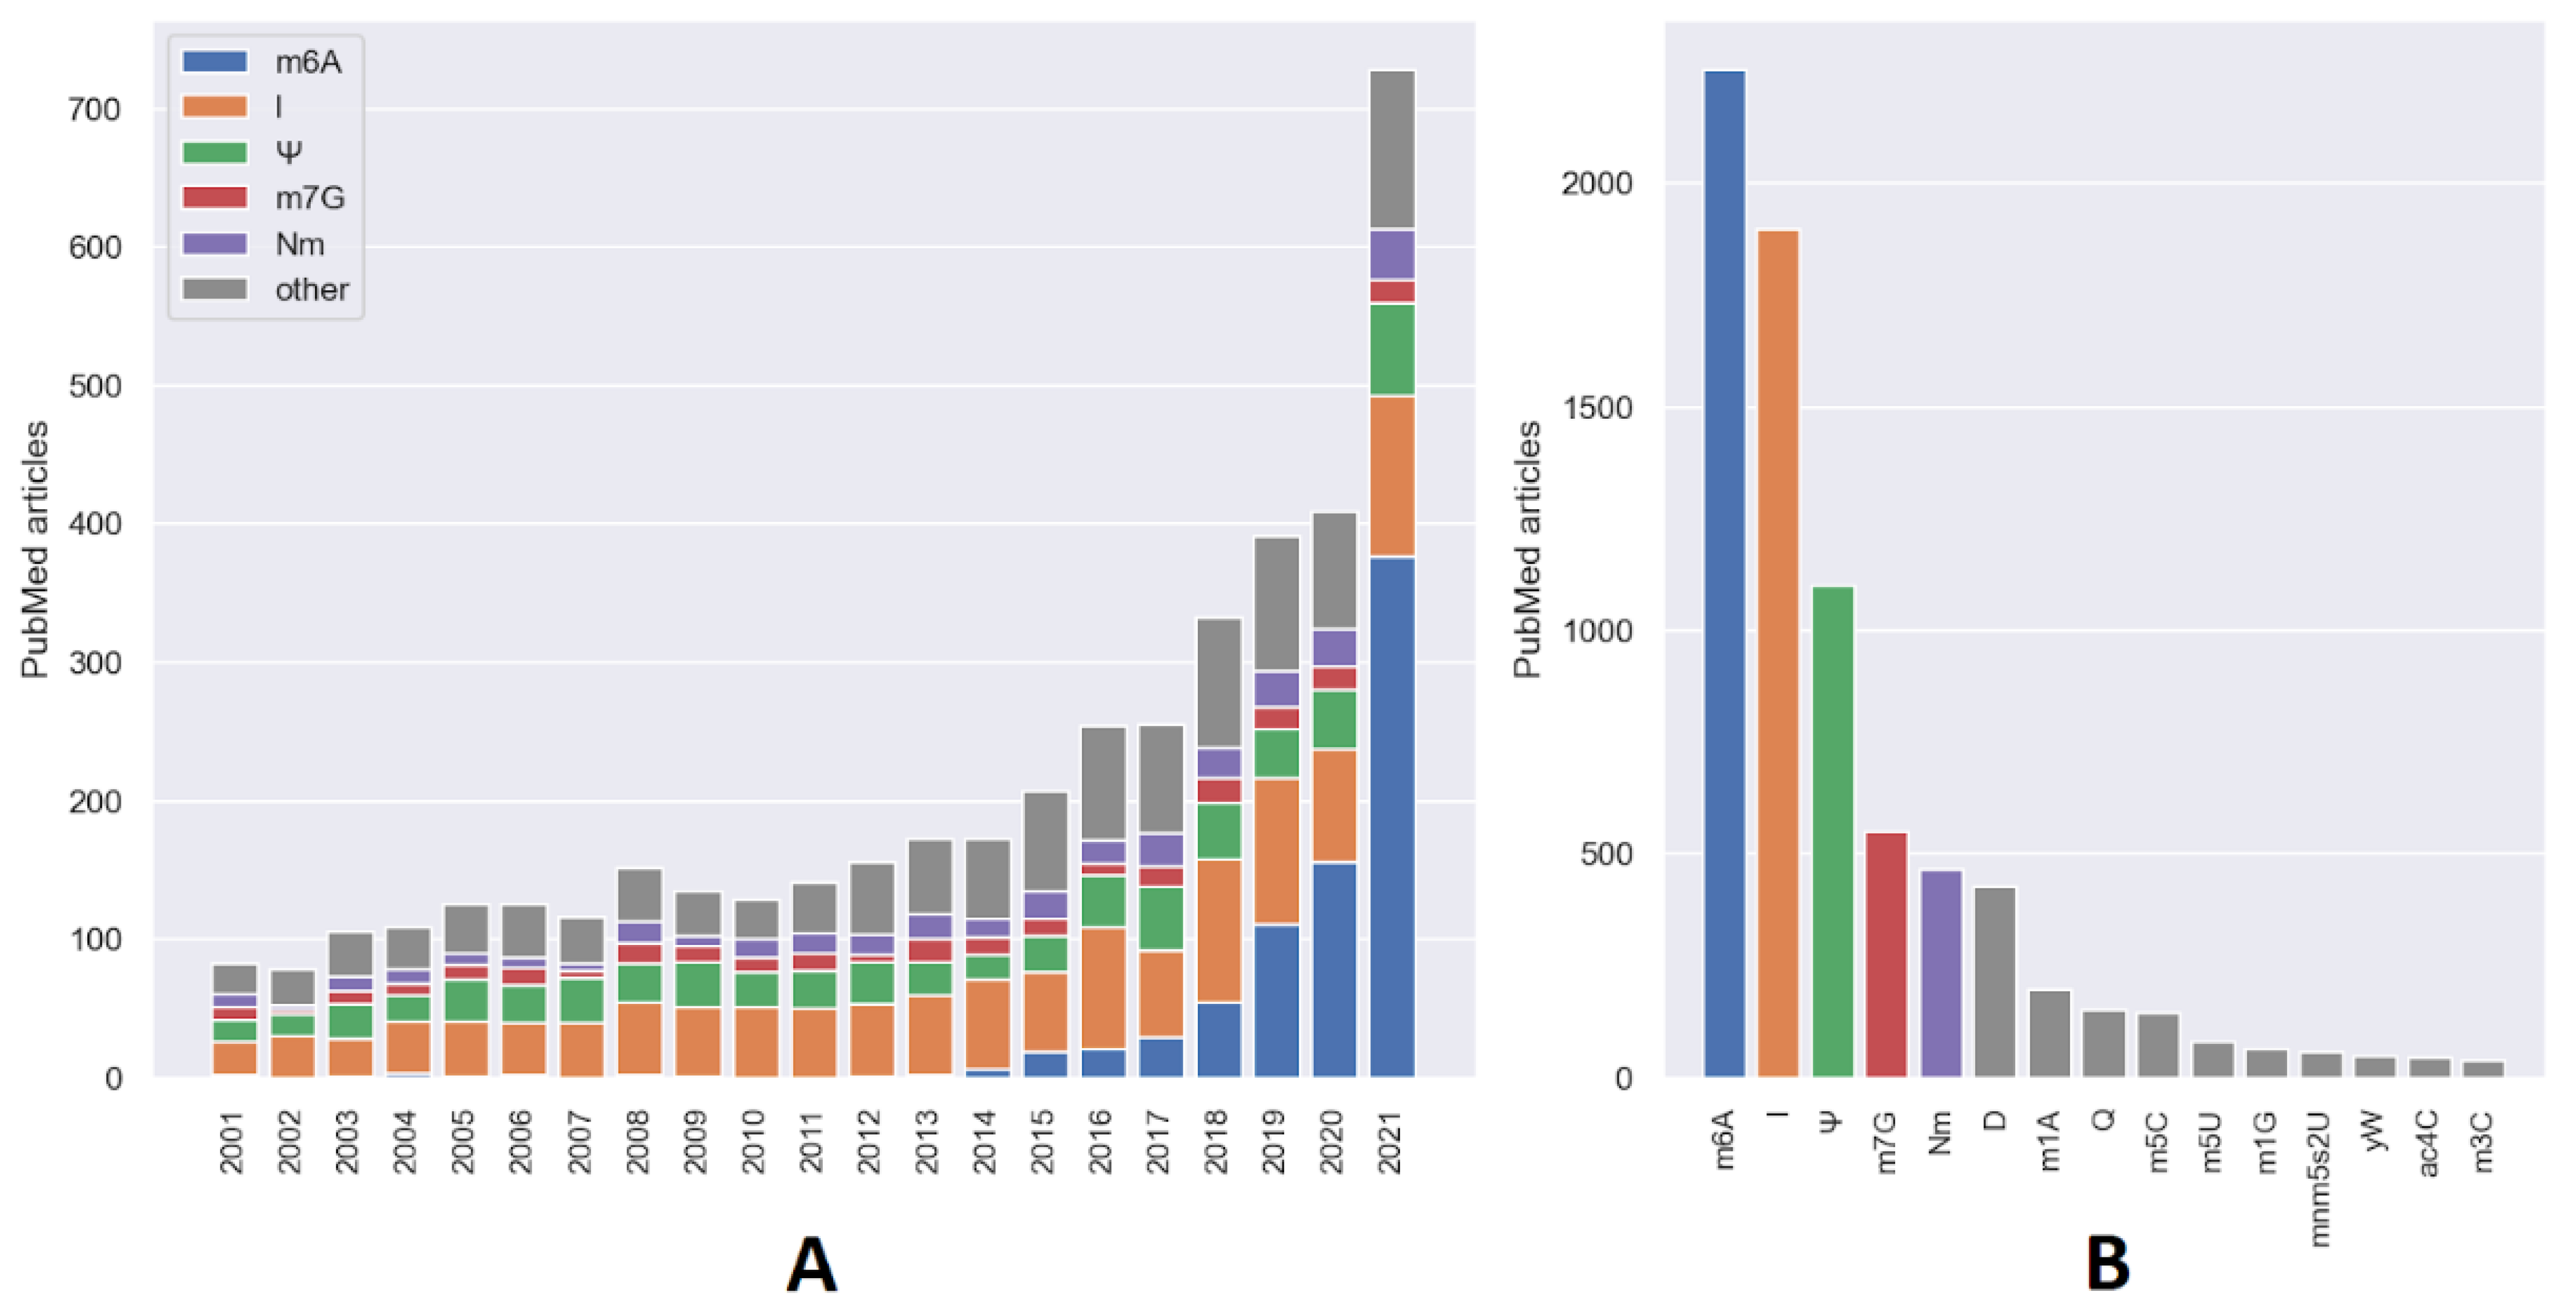 m6A
I
Ψ
m7G
Nm
other
PubMed articles
700
600
500
400
300
200
100
0
2001
2002
2003
2004
2005
2006
2007
2008
2009
2010
2011
2012
2013
2014
2015
2016
2017
2018
2019
2020
2021
A
PubMed articles
2000
1500
1000
500
0
m6A
I
Ψ
m7G
Nm
D
m1A
Q
m5C
m5U
m1G
mnm5s2U
yW
ac4C
m3C
B